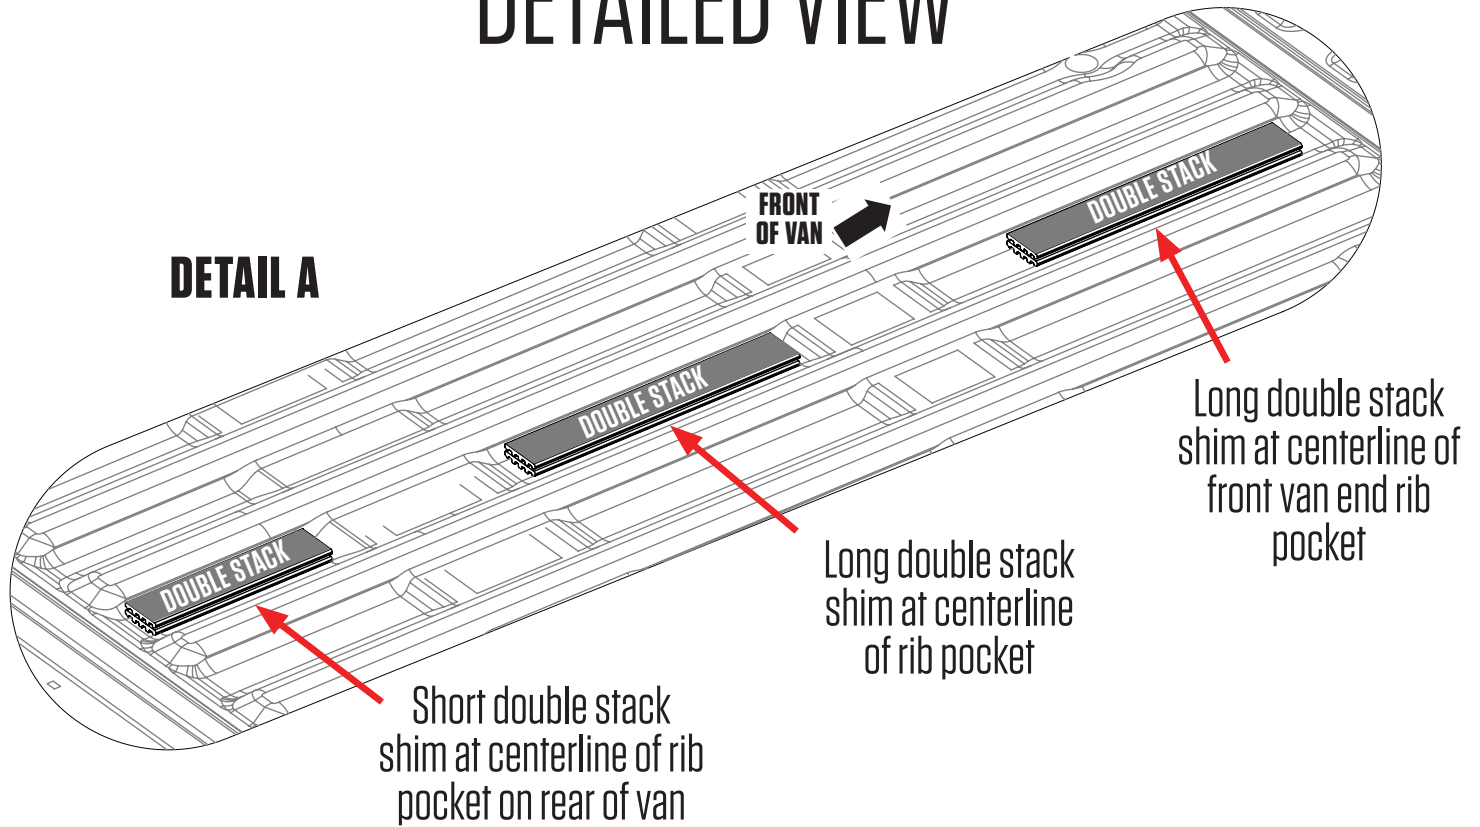 DETAILED VIEW
DOUBLE STACK
FRONT
OF VAN
DETAIL A
DOUBLE STACK
Long double stack
shim at centerline of
front van end rib
pocket
DOUBLE STACK
Long double stack
shim at centerline
of rib pocket
Short double stack
shim at centerline of rib
pocket on rear of van